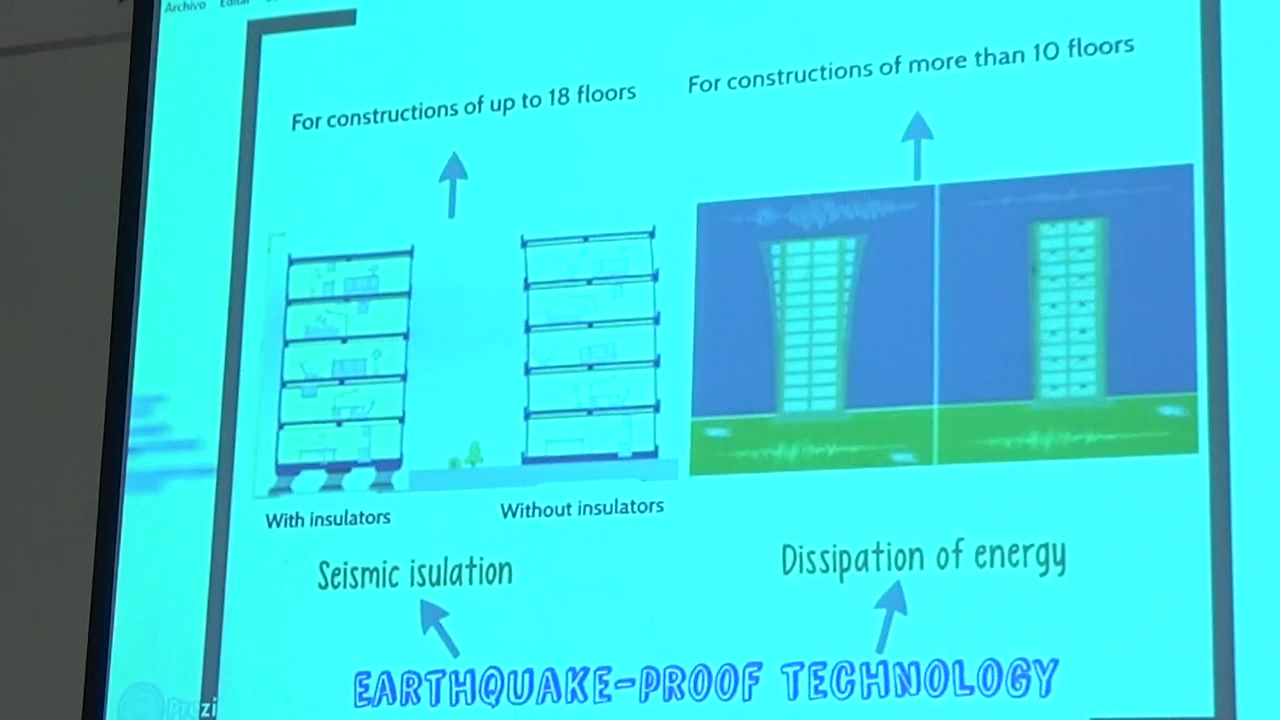 Archivo
For constructions of up to 18 floors
For constructions of more than 10 floors
With insulators
Without insulators
Seismic isulation
Dissipation of energy
EARTHQUAKE-PROOF TECHNOLOGY
Prezi